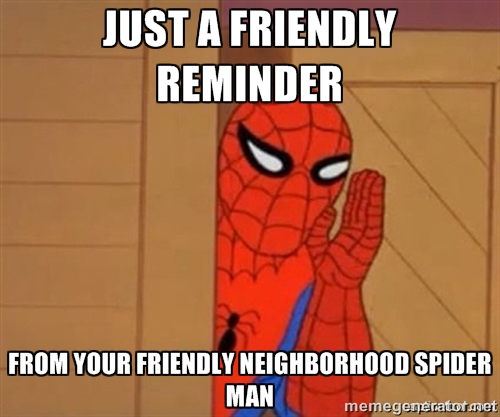 JUST A FRIENDLY
REMINDER
FROM YOUR FRIENDLY NEIGHBORHOOD SPIDER
MAN
memegenerator.net